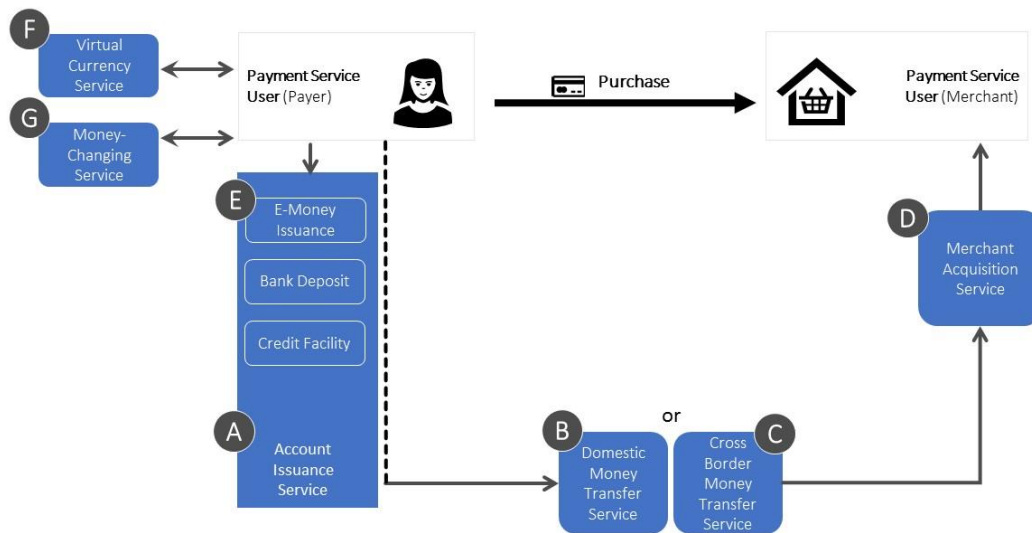 F
Virtual
Currency
Service
G
Money-
Changing
Service
Payment Service
User (Payer)
Purchase
Payment Service
User (Merchant)
E
E-Money
Issuance
Bank Deposit
Credit Facility
A
Account
Issuance
Service
B
Domestic
Money
Transfer
Service
or
C
Cross
Border
Money
Transfer
Service
D
Merchant
Acquisition
Service